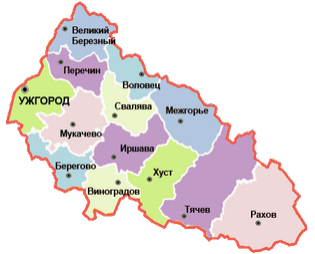 Великий
Березный
Перечин
Воловец
УЖГОРОД
Свалява
Межгорье
Мукачево
Иршава
Берегово
Хуст
Виноградов
Тячев
Рахов